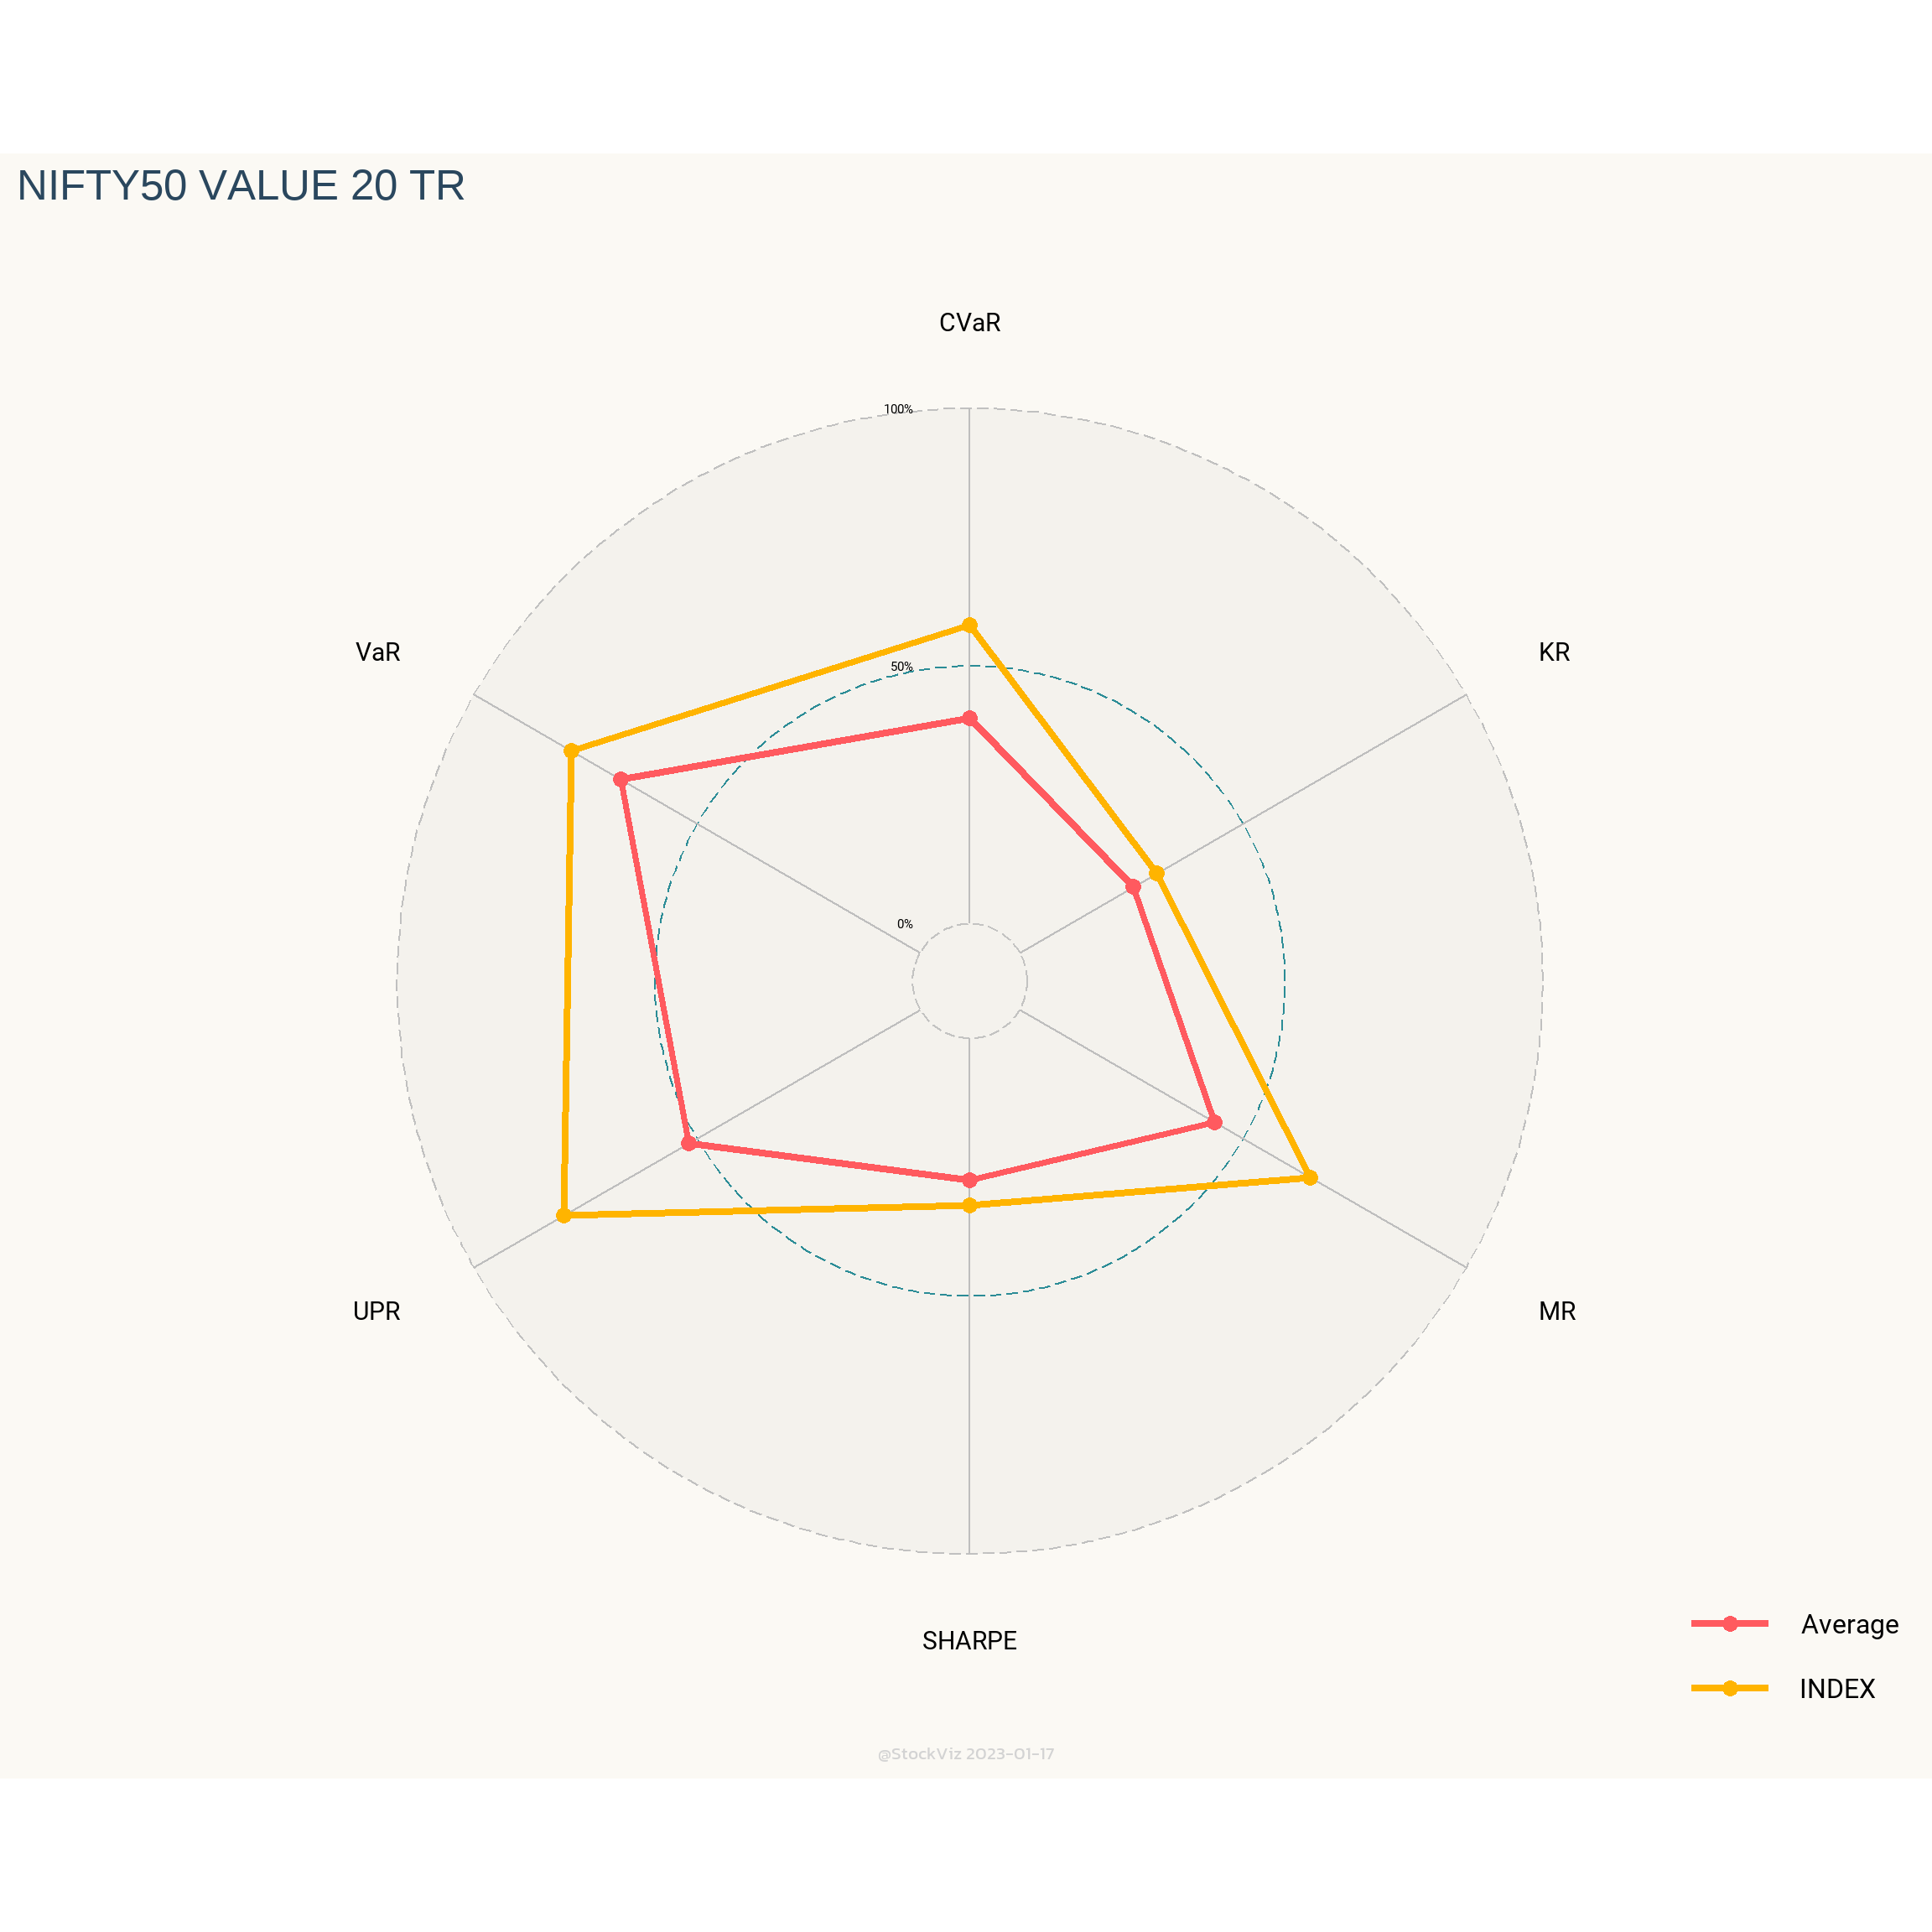 NIFTY50 VALUE 20 TR
CVaR
100%
VaR
KR
50%
0%
UPR
MR
SHARPE
Average
INDEX
@StockViz 2023-01-17